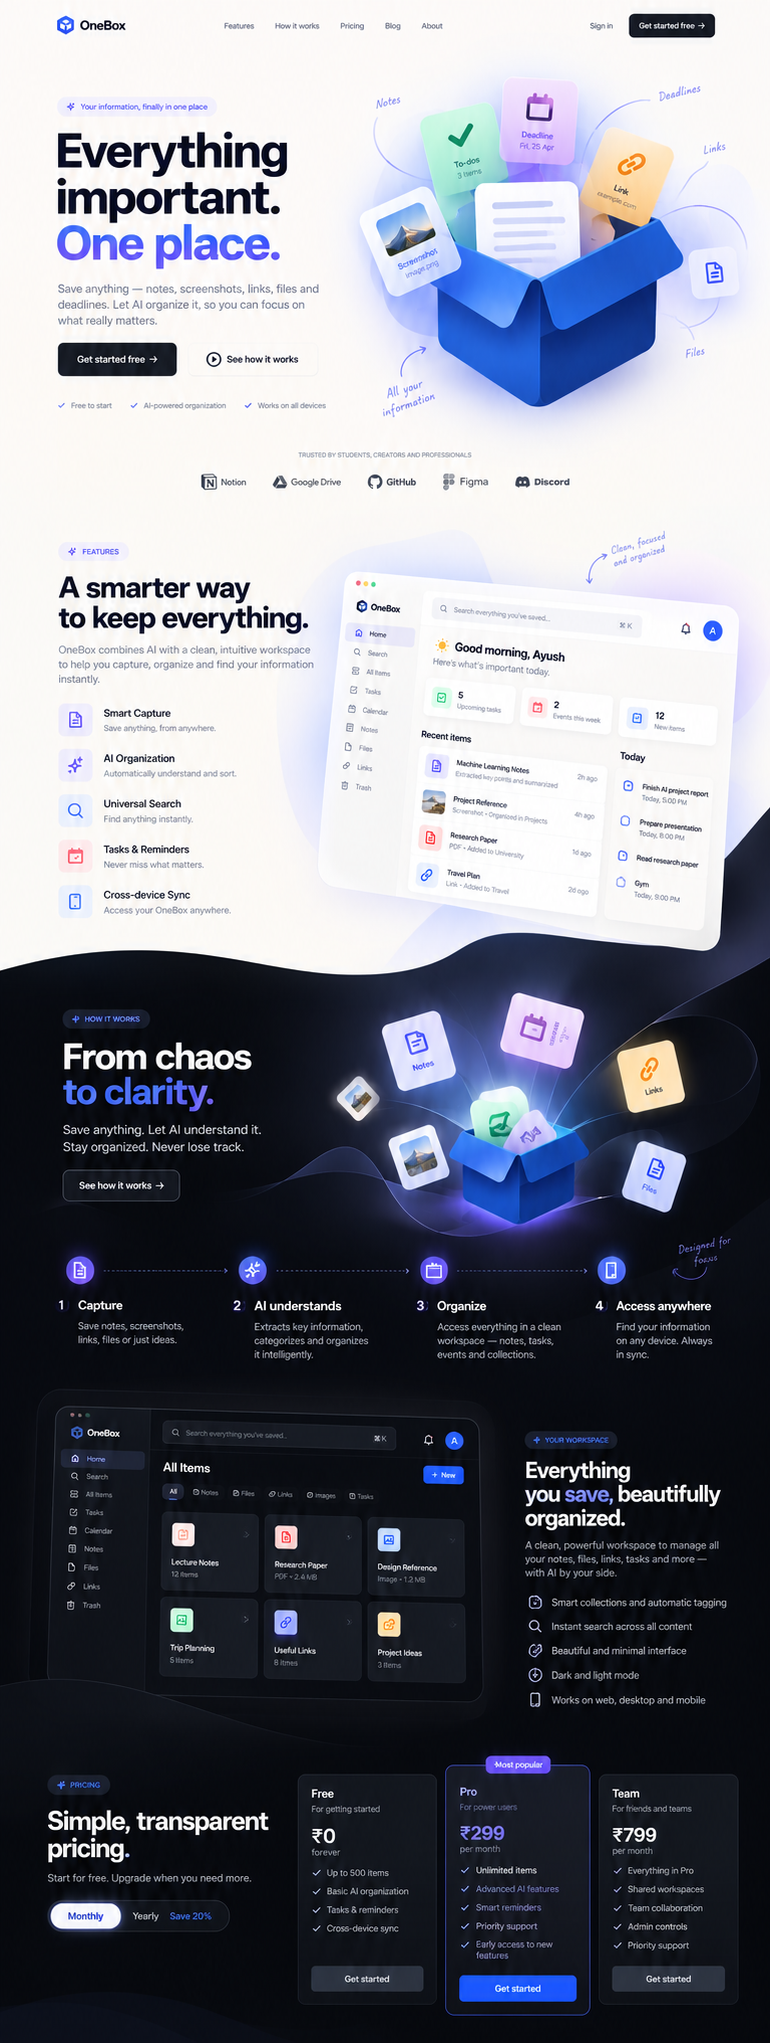 OneBox
Features
How it works
Pricing
Blog
About
Sign in
Get started free →
Your information, finally in one place
Everything
important.
One place.
Save anything — notes, screenshots, links, files and
deadlines. Let AI organize it, so you can focus on
what really matters.
Get started free →
See how it works
Free to start
AI-powered organization
Works on all devices
Notes
Deadlines
Links
To-dos
3 Items
Deadline
Fri, 25 Apr
Link
example.com
Screenshot
image.png
Files
All your
information
TRUSTED BY STUDENTS, CREATORS AND PROFESSIONALS
Notion
Google Drive
GitHub
Figma
Discord
FEATURES
A smarter way
to keep everything.
OneBox combines AI with a clean, intuitive workspace
to help you capture, organize and find your information
instantly.
Smart Capture
Save anything, from anywhere.
AI Organization
Automatically understand and sort.
Universal Search
Find anything instantly.
Tasks & Reminders
Never miss what matters.
Cross-device Sync
Access your OneBox anywhere.
Clean, focused
and organized
OneBox
Search everything you've saved...
⌘ K
A
Home
Search
All Items
Tasks
Calendar
Notes
Files
Links
Trash
Good morning, Ayush
Here's what's important today.
5
Upcoming tasks
2
Events this week
12
New items
Recent items
Machine Learning Notes
Extracted key points and summarized
2h ago
Project Reference
Screenshot • Organized in Projects
4h ago
Research Paper
PDF • Added to University
1d ago
Travel Plan
Link – Added to Travel
2d ago
Today
Finish AI project report
Today, 5:00 PM
Prepare presentation
Today, 8:00 PM
Read research paper
Gym
Today, 9:00 PM
HOW IT WORKS
From chaos
to clarity.
Save anything. Let AI understand it.
Stay organized. Never lose track.
See how it works →
Notes
Links
Files
Designed for
focus
1
Capture
Save notes, screenshots,
links, files or just ideas.
2
AI understands
Extracts key information,
categorizes and organizes
it intelligently.
3
Organize
Access everything in a clean
workspace — notes, tasks,
events and collections.
4
Access anywhere
Find your information
on any device. Always
in sync.
OneBox
Search everything you've saved..
⌘ K
A
Home
Search
All Items
Tasks
Calendar
Notes
Files
Links
Trash
All Items
+ New
All
Notes
Files
Links
Images
Tasks
Lecture Notes
12 items
Research Paper
PDF • 2.4 MB
Design Reference
Image • 1.2 MB
Trip Planning
5 Items
Useful Links
8 Items
Project Ideas
3 Items
YOUR WORKSPACE
Everything
you save, beautifully
organized.
A clean, powerful workspace to manage all
your notes, files, links, tasks and more —
with AI by your side.
Smart collections and automatic tagging
Instant search across all content
Beautiful and minimal interface
Dark and light mode
Works on web, desktop and mobile
PRICING
Simple, transparent
pricing.
Start for free. Upgrade when you need more.
Monthly
Yearly
Save 20%
Free
For getting started
₹0
forever
Up to 500 items
Basic AI organization
Tasks & reminders
Cross-device sync
Get started
Most popular
Pro
For power users
₹299
per month
Unlimited items
Advanced AI features
Smart reminders
Priority support
Early access to new
features
Get started
Team
For friends and teams
₹799
per month
Everything in Pro
Shared workspaces
Team collaboration
Admin controls
Priority support
Get started